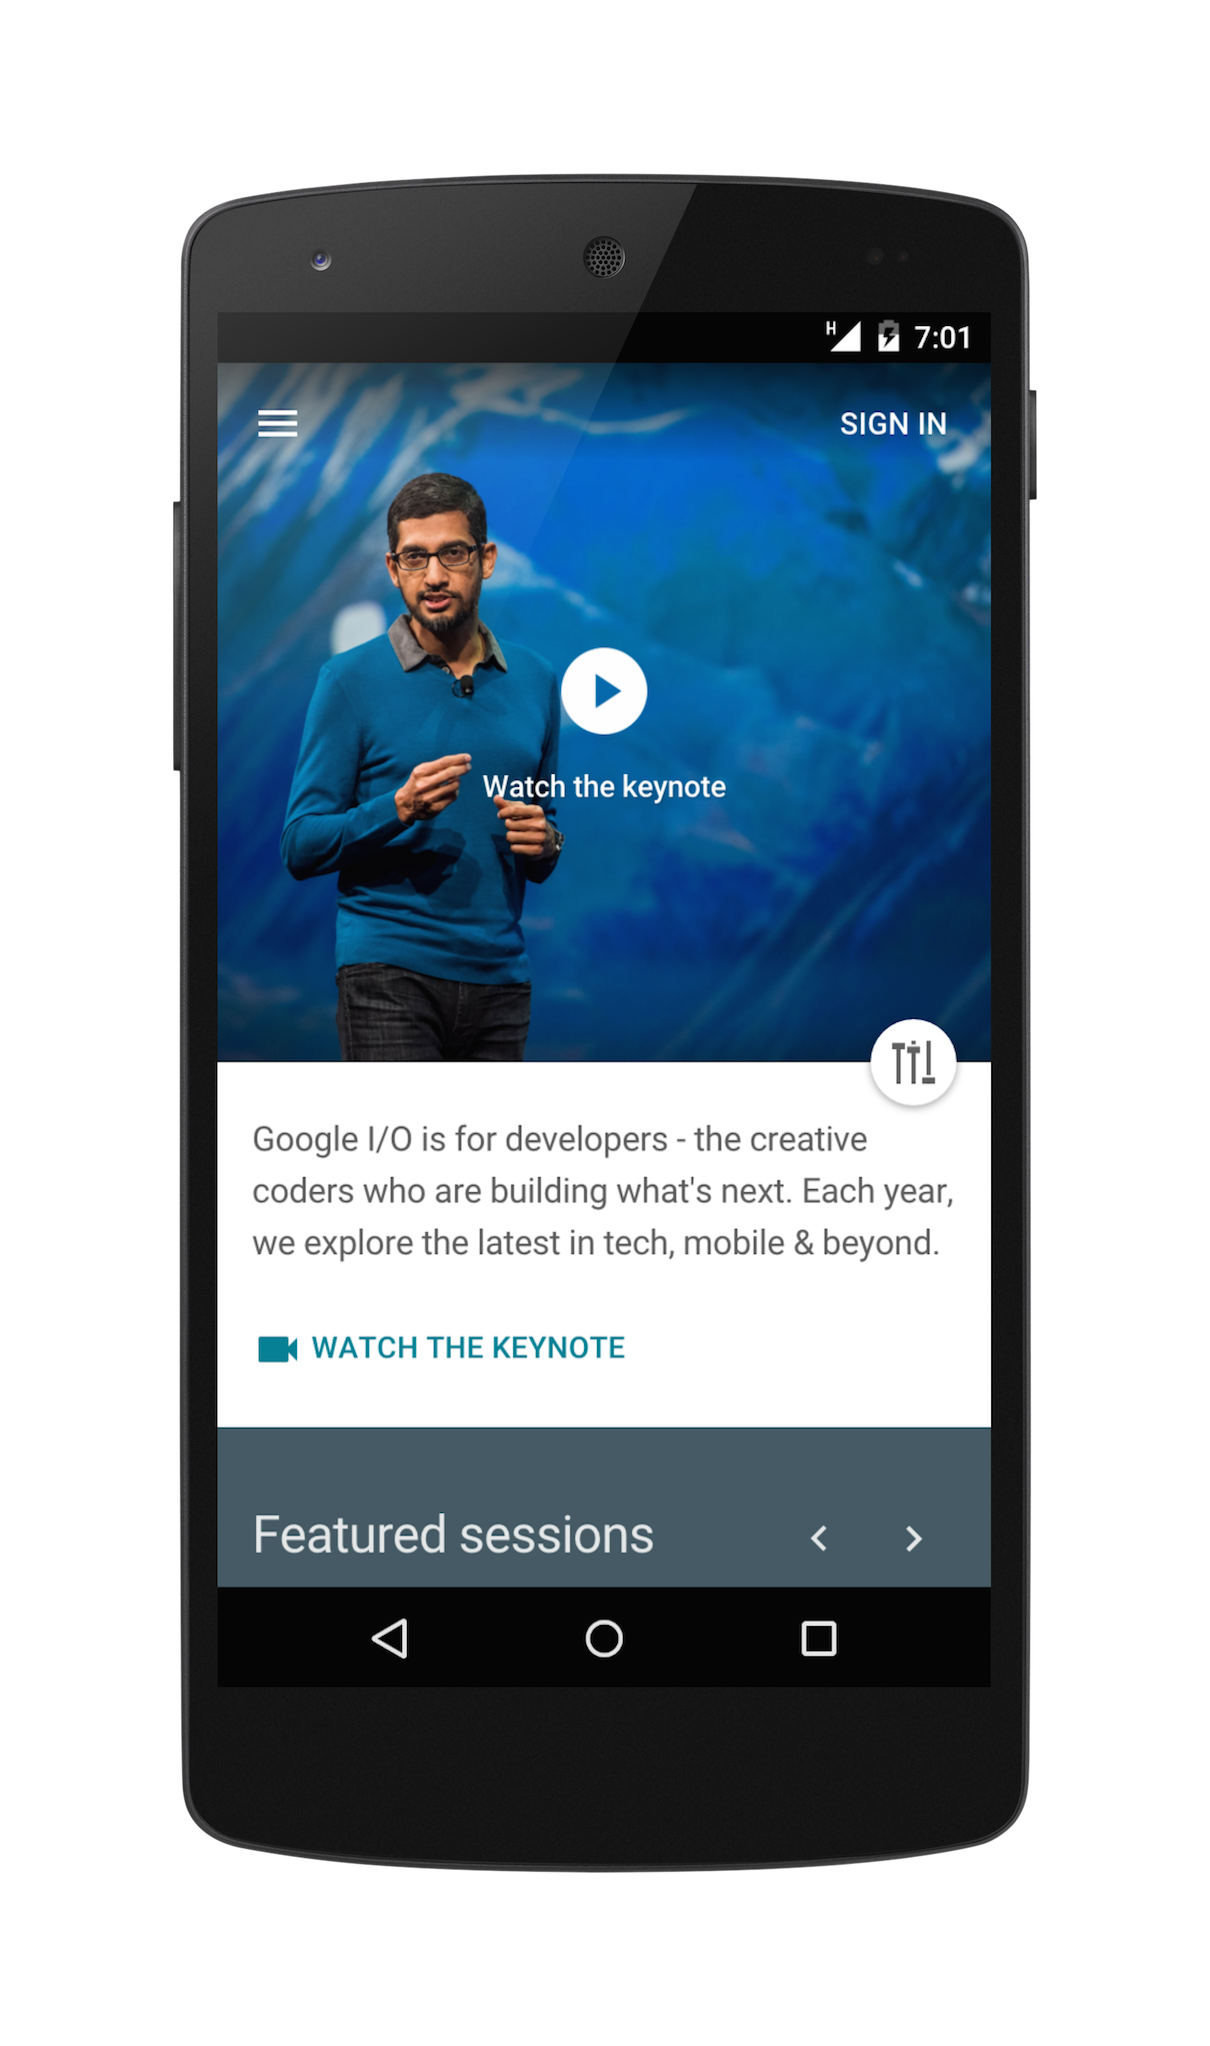 H 7:01
SIGN IN
Watch the keynote
Google I/O is for developers - the creative
coders who are building what's next. Each year,
we explore the latest in tech, mobile & beyond.
WATCH THE KEYNOTE
Featured sessions